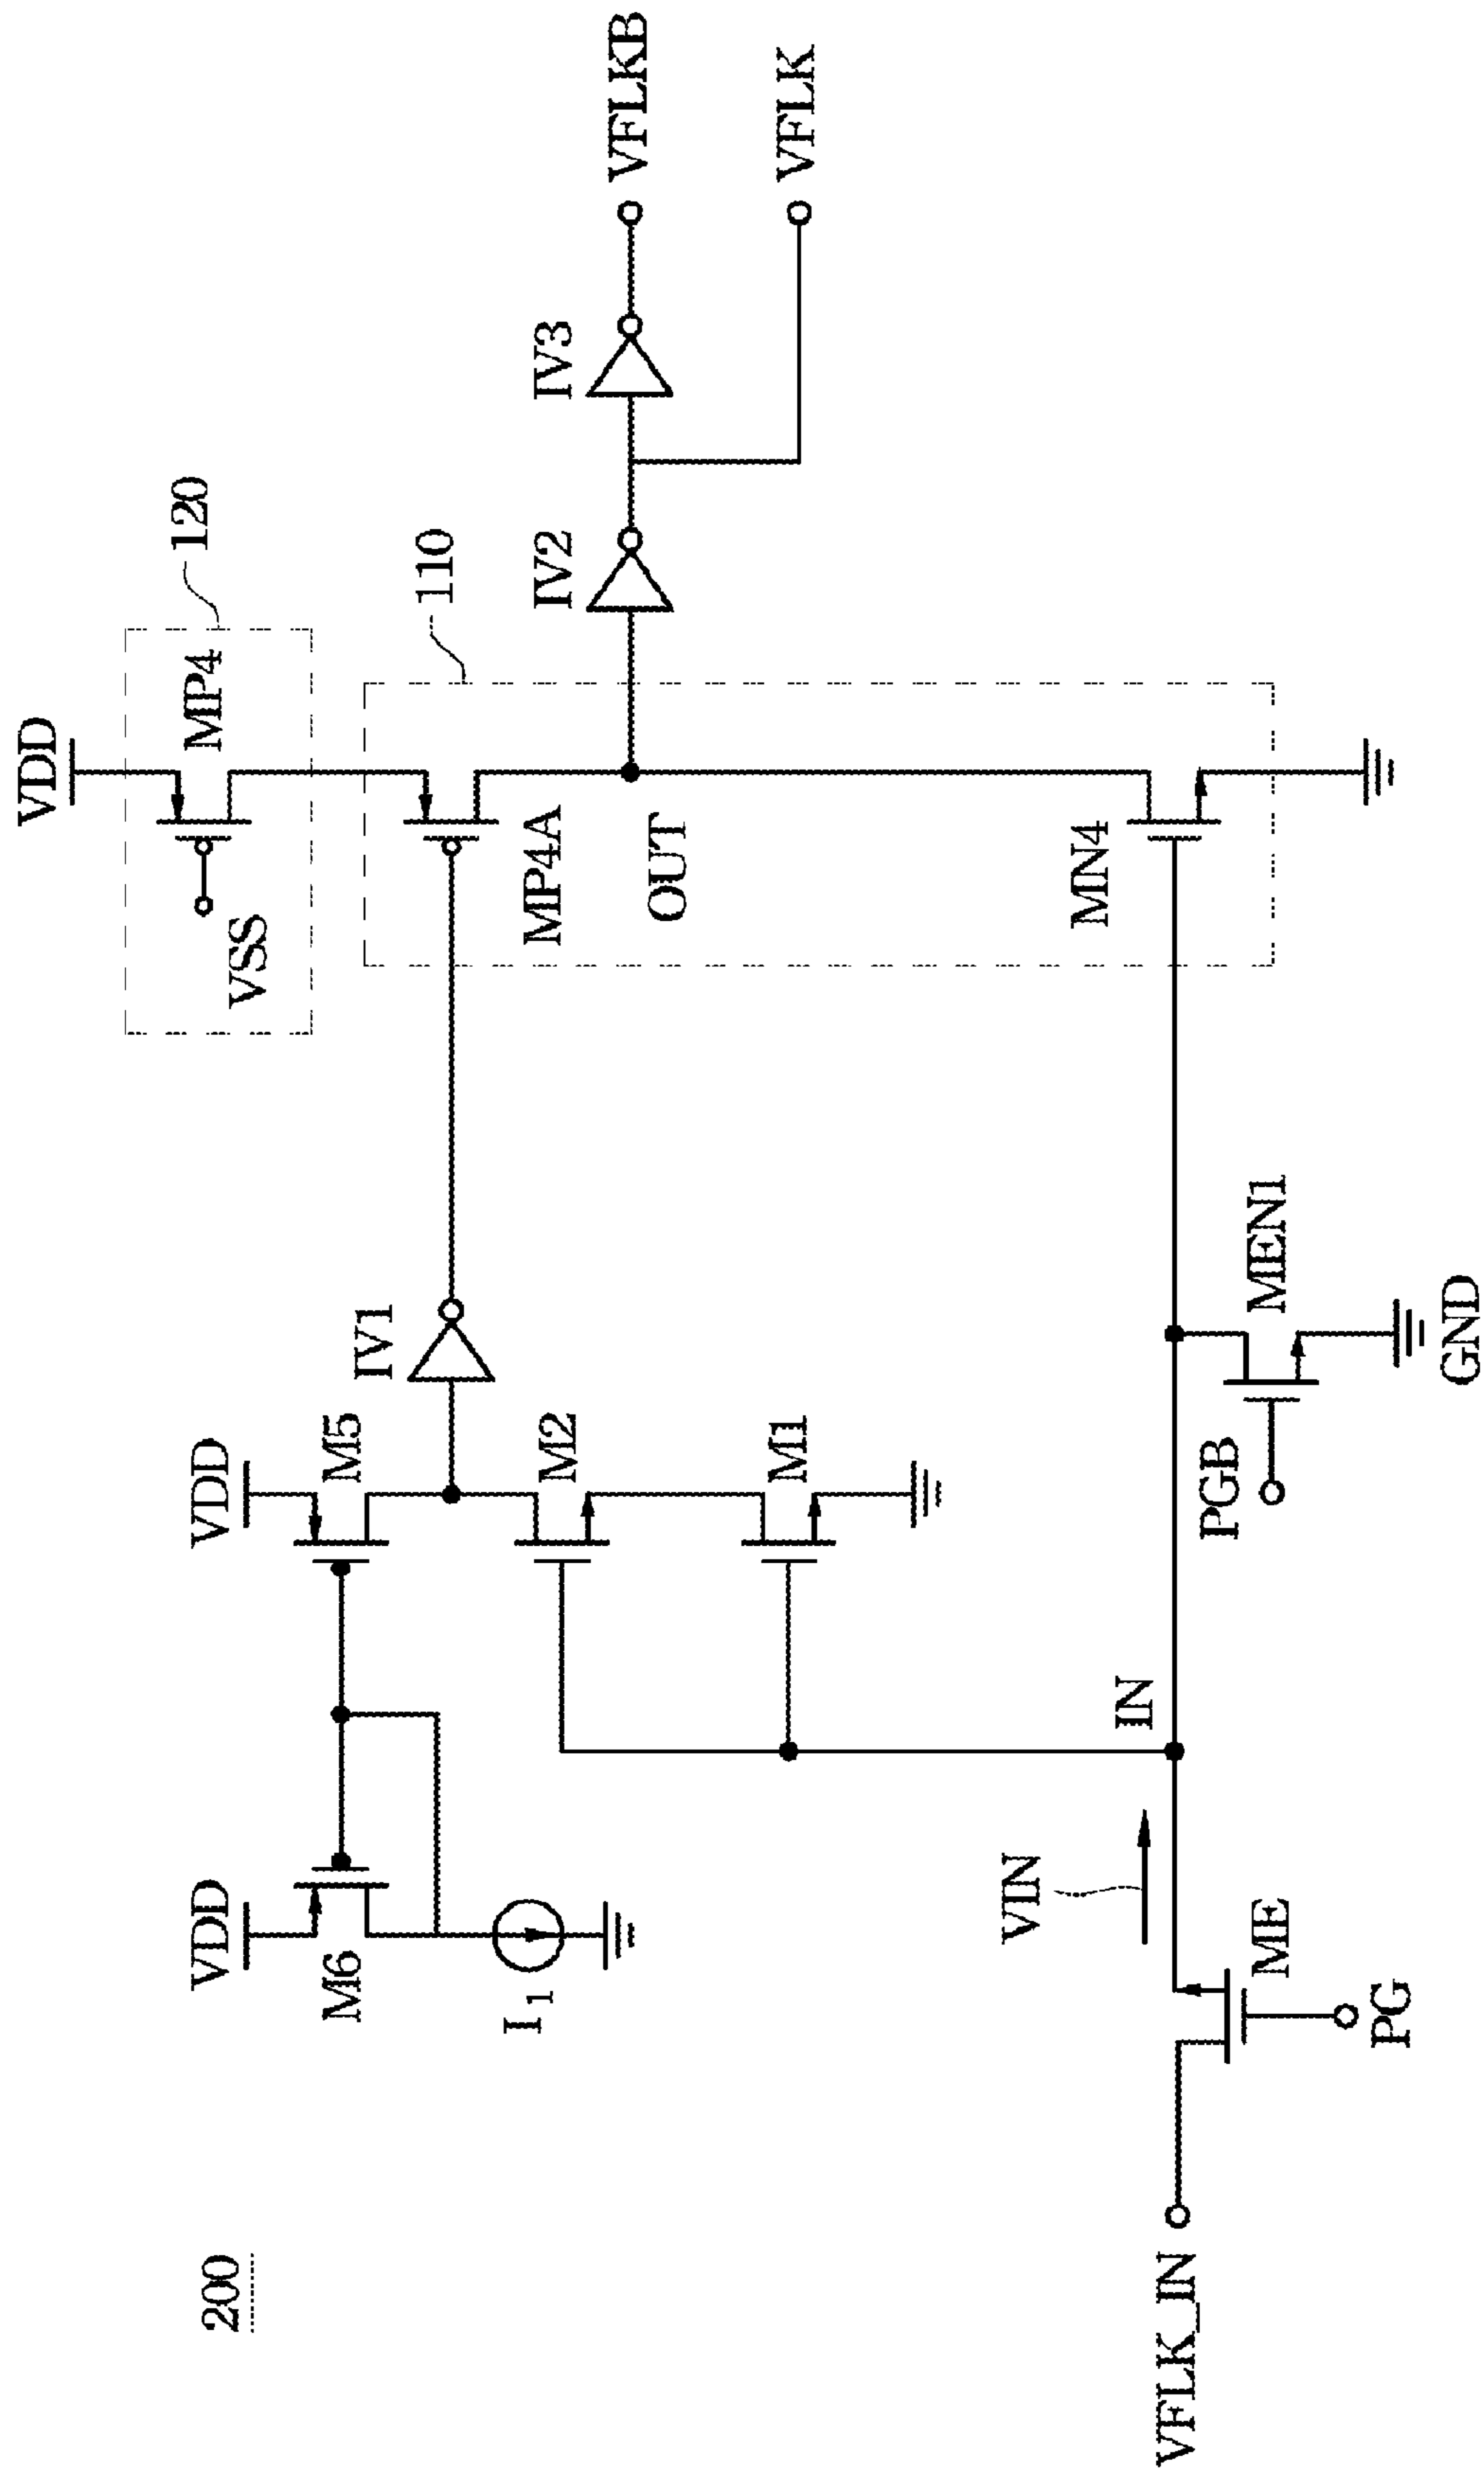 200
VDD
MP4
120
VSS
VDD
M6
I1
VDD
M5
IV1
M2
M1
MP4A
110
OUT
IV2
IV3
VFLKB
VFLK
MN4
VFLK_IN
VIN
IN
ME
PG
PGB
MEN1
GND